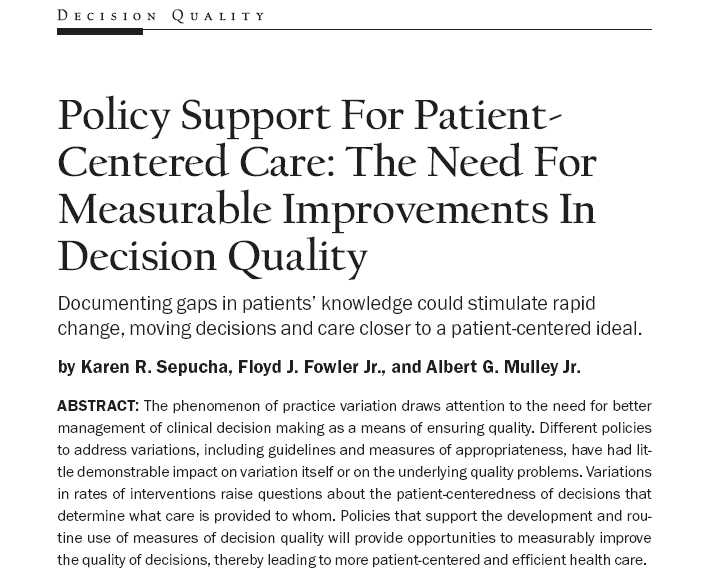 DECISION QUALITY
Policy Support For Patient-
Centered Care: The Need For
Measurable Improvements In
Decision Quality
Documenting gaps in patients’ knowledge could stimulate rapid
change, moving decisions and care closer to a patient-centered ideal.
by Karen R. Sepucha, Floyd J. Fowler Jr., and Albert G. Mulley Jr.
ABSTRACT: The phenomenon of practice variation draws attention to the need for better
management of clinical decision making as a means of ensuring quality. Different policies
to address variations, including guidelines and measures of appropriateness, have had lit-
tle demonstrable impact on variation itself or on the underlying quality problems. Variations
in rates of interventions raise questions about the patient-centeredness of decisions that
determine what care is provided to whom. Policies that support the development and rou-
tine use of measures of decision quality will provide opportunities to measurably improve
the quality of decisions, thereby leading to more patient-centered and efficient health care.